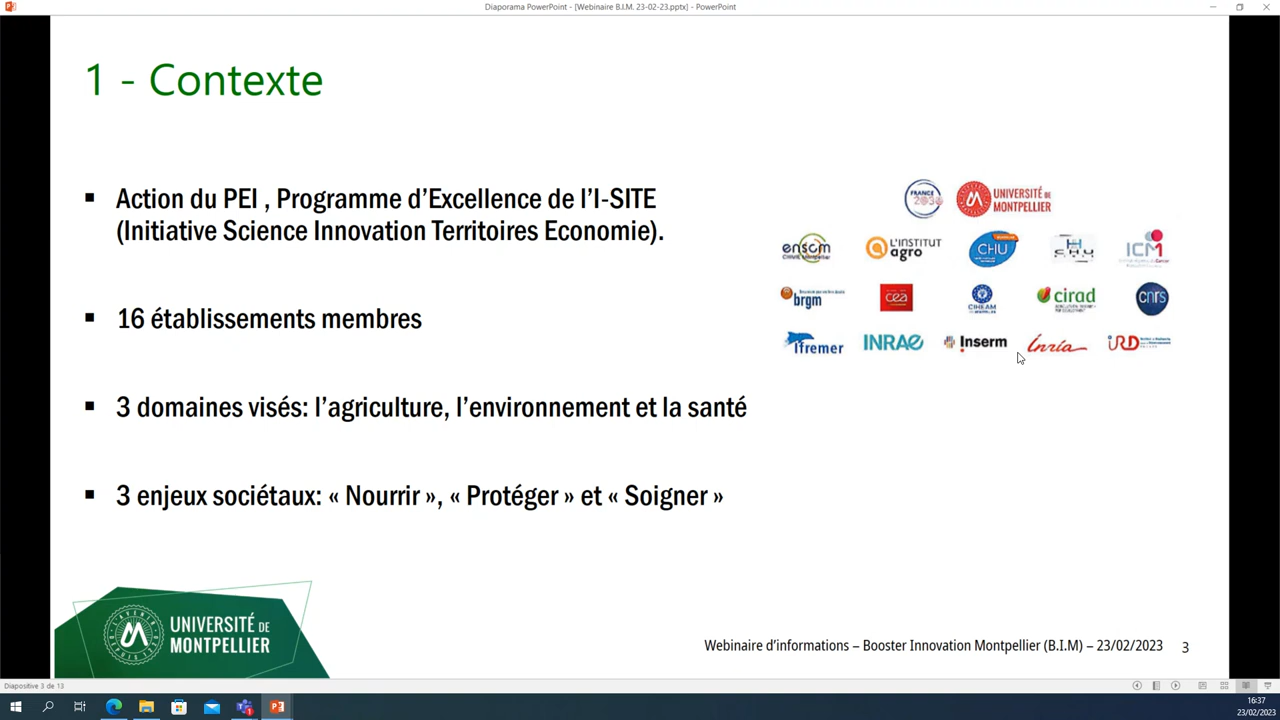 Diaporama PowerPoint - [Webinaire B.I.M. 23-02-23.pptx] - PowerPoint
1 - Contexte
▪ Action du PEI , Programme d’Excellence de l’I-SITE
(Initiative Science Innovation Territoires Economie).
▪ 16 établissements membres
▪ 3 domaines visés: l’agriculture, l’environnement et la santé
▪ 3 enjeux sociétaux: « Nourrir », « Protéger » et « Soigner »
FRANCE 2030
UNIVERSITÉ DE
MONTPELLIER
enscm
L'INSTITUT
agro
CHU
CHU
ICM
brgm
cea
CIHEAM
cirad
cnrs
Ifremer
INRAE
Inserm
Inria
IRD
UNIVERSITÉ DE
MONTPELLIER
Webinaire d’informations – Booster Innovation Montpellier (B.I.M) – 23/02/2023 3
Diapositive 3 de 13
16:37
23/02/2023